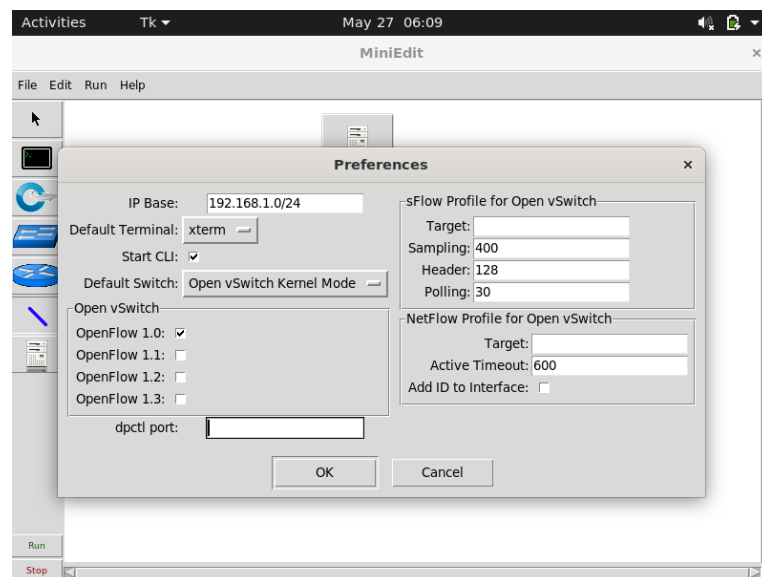 Activities Tk May 27 06:09
MiniEdit ×
File Edit Run Help
Preferences ×
IP Base: 192.168.1.0/24
Default Terminal: xterm
Start CLI:
Default Switch: Open vSwitch Kernel Mode
Open vSwitch
OpenFlow 1.0:
OpenFlow 1.1:
OpenFlow 1.2:
OpenFlow 1.3:
dpctl port:
sFlow Profile for Open vSwitch
Target:
Sampling: 400
Header: 128
Polling: 30
NetFlow Profile for Open vSwitch
Target:
Active Timeout: 600
Add ID to Interface:
OK Cancel
Run
Stop